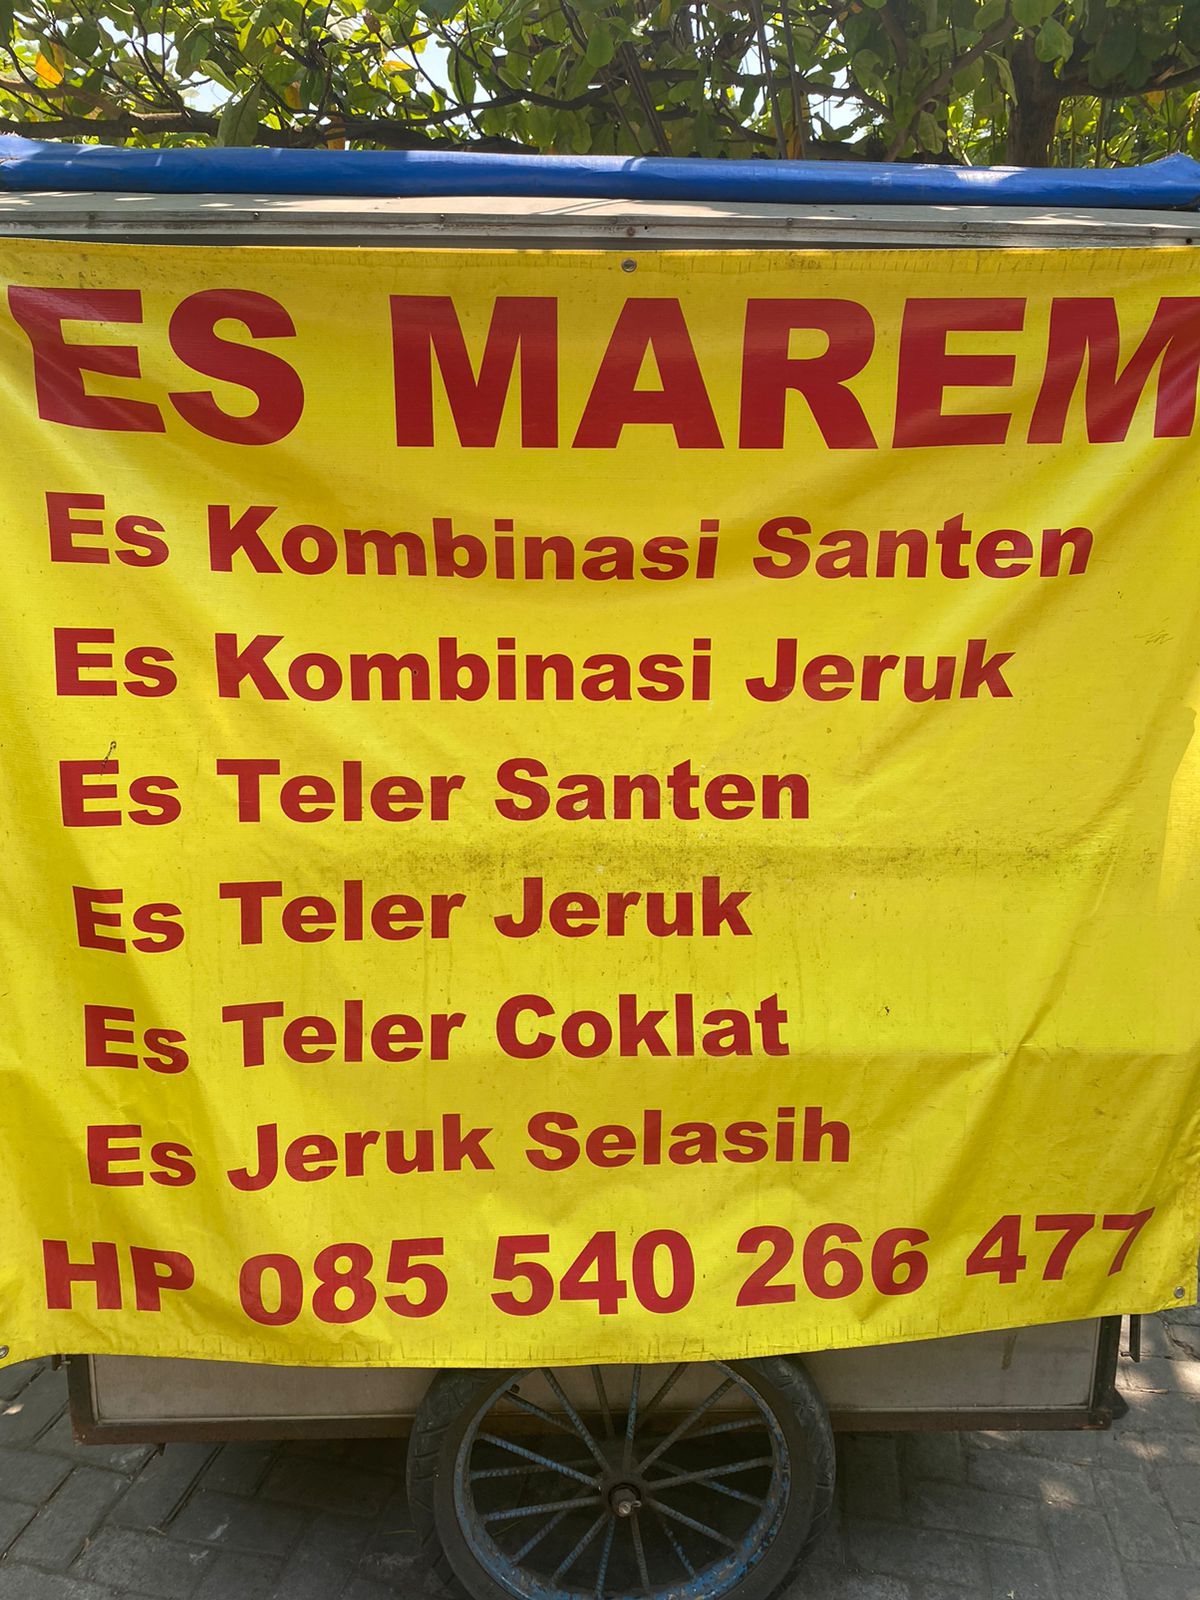 ES MAREM
Es Kombinasi Santen
Es Kombinasi Jeruk
Es Teler Santen
Es Teler Jeruk
Es Teler Coklat
Es Jeruk Selasih
HP 085 540 266 477